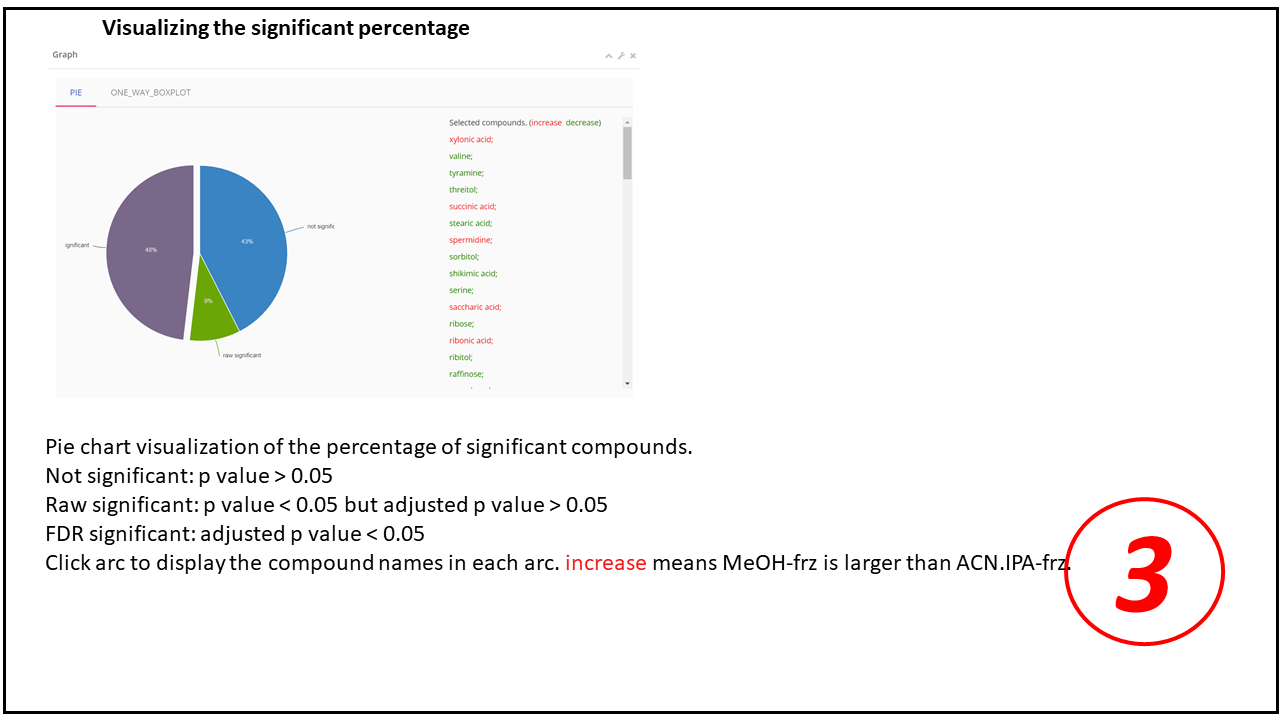 Visualizing the significant percentage
Graph
PIE ONE_WAY_BOXPLOT
Selected compounds. (increase decrease)
xylonic acid;
valine;
tyramine;
threitol;
succinic acid;
stearic acid;
spermidine;
sorbitol;
shikimic acid;
serine;
saccharic acid;
ribose;
ribonic acid;
ribitol;
raffinose;
not signific
43%
ignificant
48%
9%
raw significant
Pie chart visualization of the percentage of significant compounds.
Not significant: p value > 0.05
Raw significant: p value < 0.05 but adjusted p value > 0.05
FDR significant: adjusted p value < 0.05
Click arc to display the compound names in each arc. increase means MeOH-frz is larger than ACN.IPA-frz.
3